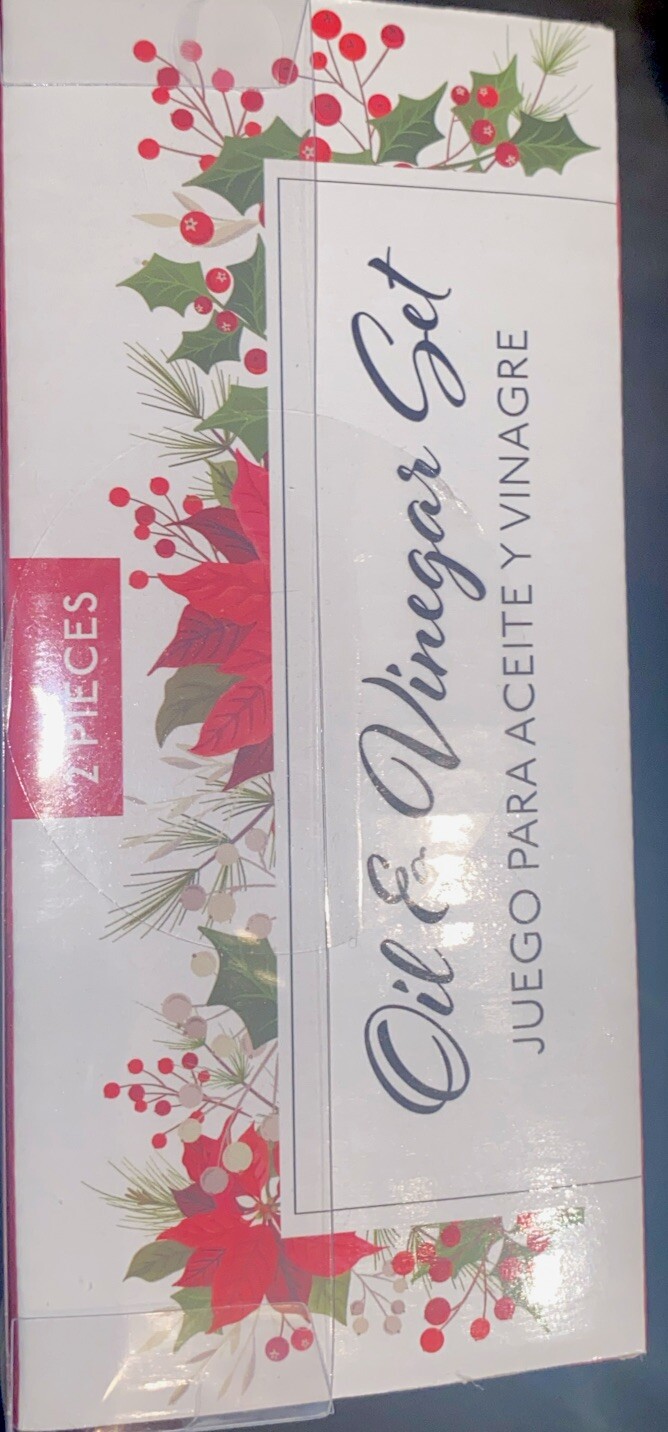 2 PIECES
Oil & Vinegar Set
JUEGO PARA ACEITE Y VINAGRE